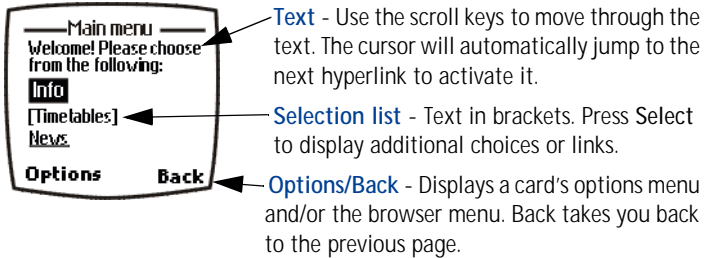 Main menu
Welcome! Please choose
from the following:
Info
[Timetables]
News
Options Back
Text - Use the scroll keys to move through the
text. The cursor will automatically jump to the
next hyperlink to activate it.
Selection list - Text in brackets. Press Select
to display additional choices or links.
Options/Back - Displays a card's options menu
and/or the browser menu. Back takes you back
to the previous page.